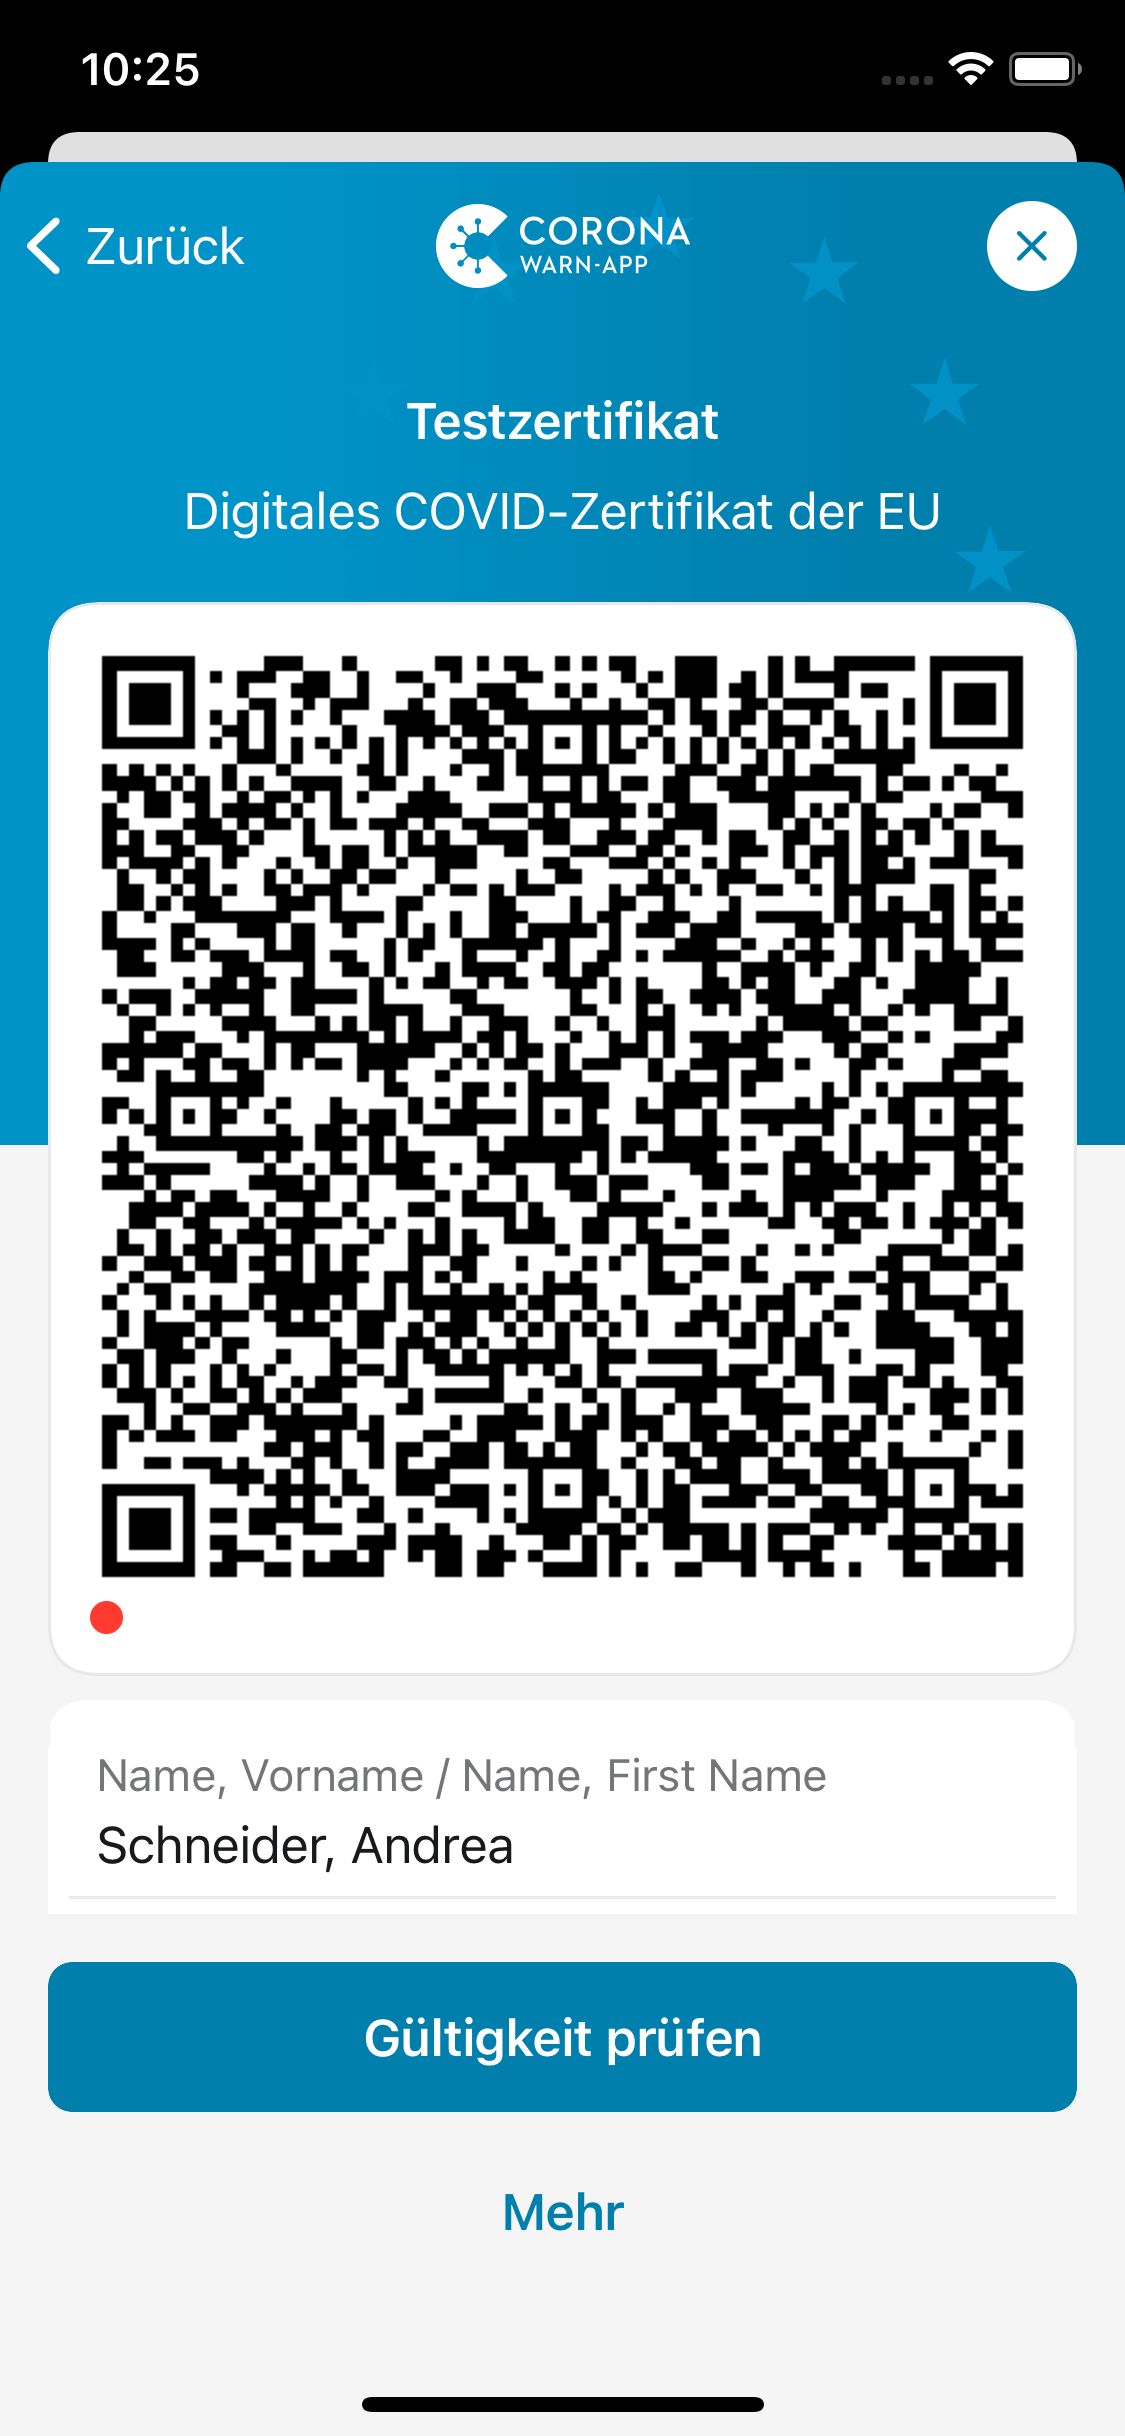 10:25
Zurück
CORONA
WARN-APP
Testzertifikat
Digitales COVID-Zertifikat der EU
Name, Vorname / Name, First Name
Schneider, Andrea
Gültigkeit prüfen
Mehr